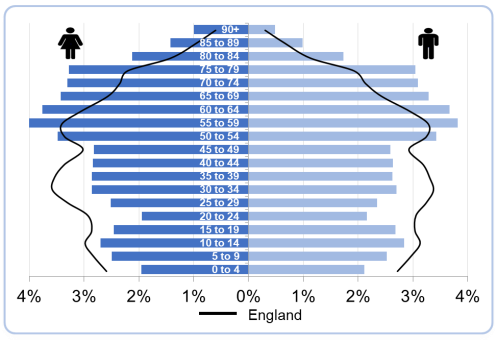 90+
85 to 89
80 to 84
75 to 79
70 to 74
65 to 69
60 to 64
55 to 59
50 to 54
45 to 49
40 to 44
35 to 39
30 to 34
25 to 29
20 to 24
15 to 19
10 to 14
5 to 9
0 to 4
4% 3% 2% 1% 0% 1% 2% 3% 4%
England